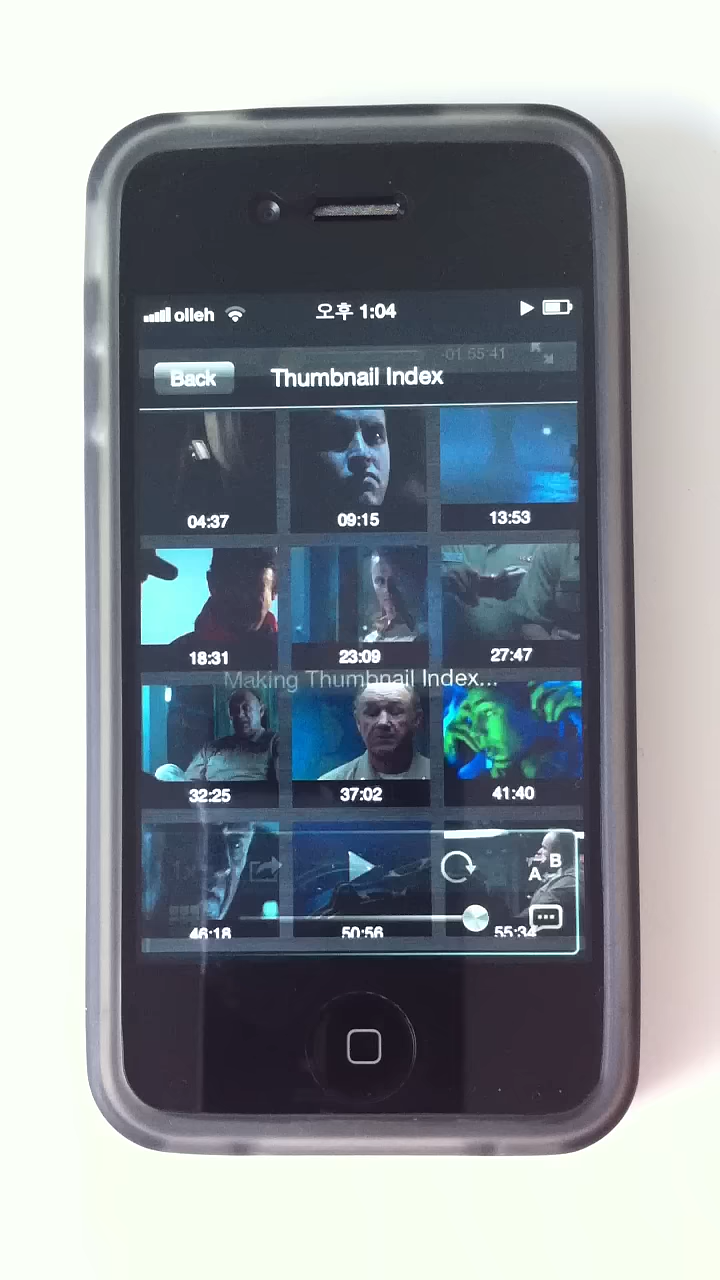 olleh 오후 1:04
-01:55:41
Back Thumbnail Index
04:37 09:15 13:53
18:31 23:09 27:47
Making Thumbnail Index...
32:25 37:02 41:40
1x A B
46:18 50:56 55:34